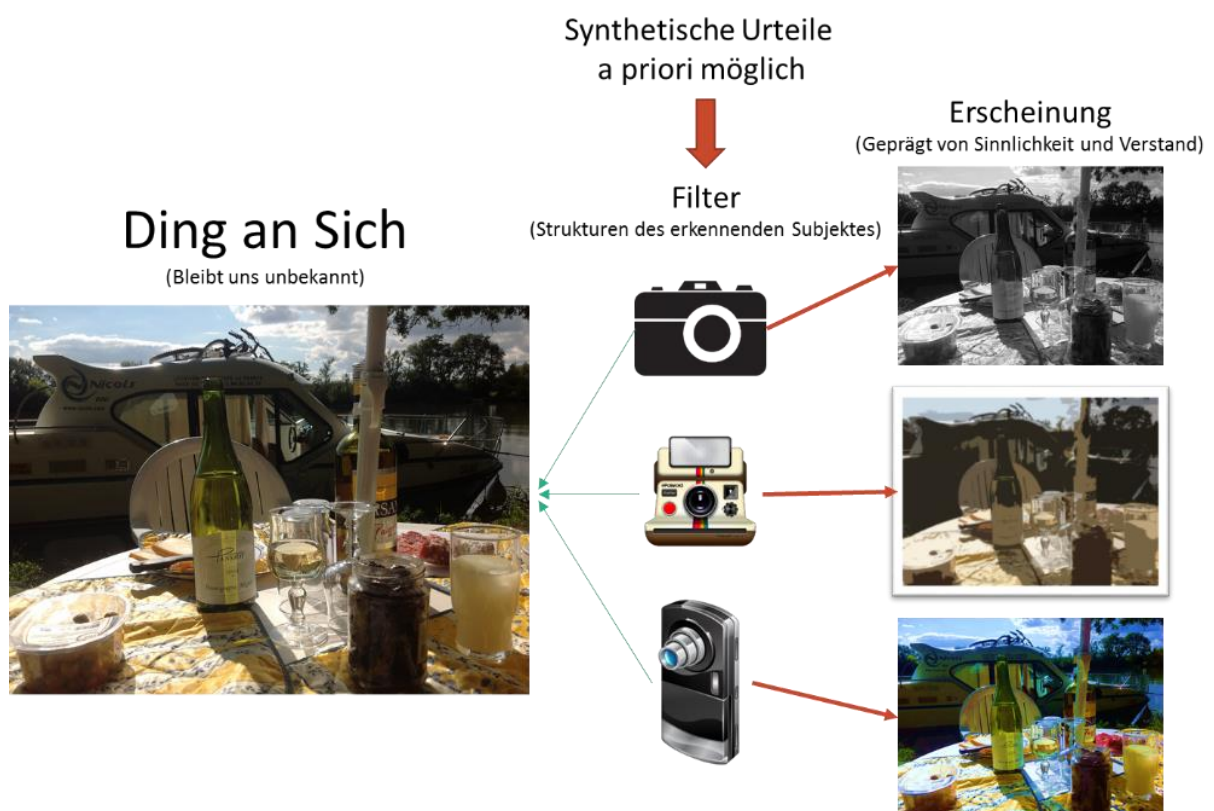 Synthetische Urteile
a priori möglich
Erscheinung
(Geprägt von Sinnlichkeit und Verstand)
Filter
(Strukturen des erkennenden Subjektes)
Ding an Sich
(Bleibt uns unbekannt)
Nicols